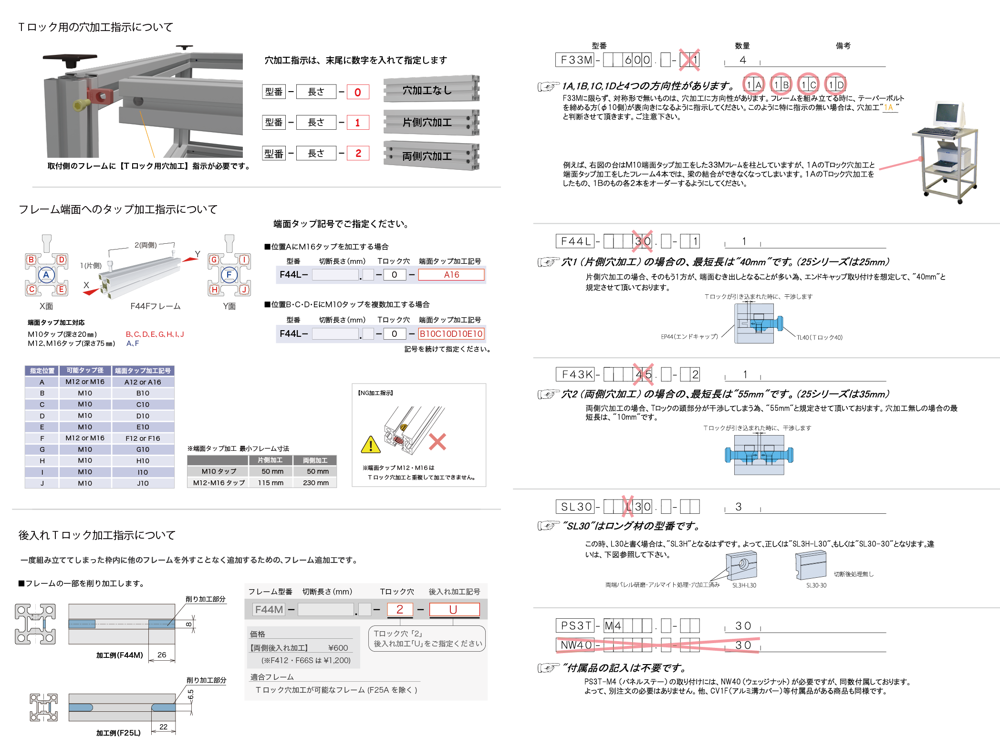 Tロック用の穴加工指示について
取付側のフレームに【Tロック用穴加工】指示が必要です。
穴加工指示は、末尾に数字を入れて指定します
型番 − 長さ − 0
穴加工なし
型番 − 長さ − 1
片側穴加工
型番 − 長さ − 2
両側穴加工
フレーム端面へのタップ加工指示について
B D A C E
X面
2(両側)
1(片側)
Y
X
F44Fフレーム
G I F H J
Y面
端面タップ加工対応
M10タップ(深さ20㎜) B、C、D、E、G、H、I、J
M12、M16タップ(深さ75㎜) A、F
端面タップ記号でご指定ください。
■位置AにM16タップを加工する場合
型番 切断長さ(mm) Tロック穴 端面タップ加工記号
F44L− . − 0 − A16
■位置B・C・D・EにM10タップを複数加工する場合
型番 切断長さ(mm) Tロック穴 端面タップ加工記号
F44L− . − 0 − B10C10D10E10
記号を続けて指定ください。
指定位置 可能タップ径 端面タップ加工記号
A M12 or M16 A12 or A16
B M10 B10
C M10 C10
D M10 D10
E M10 E10
F M12 or M16 F12 or F16
G M10 G10
H M10 H10
I M10 I10
J M10 J10
※端面タップ加工 最小フレーム寸法
片側加工 両側加工
M10 タップ 50 mm 50 mm
M12・M16 タップ 115 mm 230 mm
【NG加工指示】
※端面タップ M12・M16 は
Tロック穴加工と重複して加工できません。
後入れTロック加工指示について
一度組み立ててしまった枠内に他のフレームを外すことなく追加するための、フレーム追加工です。
■フレームの一部を削り加工します。
削り加工部分
8
加工例(F44M)
26
削り加工部分
6.5
加工例(F25L)
22
フレーム型番 切断長さ(mm) Tロック穴 後入れ加工記号
F44M − . − 2 − U
価格
【両側後入れ加工】 ¥600
(※F412・F66S は ¥1,200)
Tロック穴「2」
後入れ加工「U」をご指定ください
適合フレーム
Tロック穴加工が可能なフレーム (F25A を除く)
型番 数量 備考
F33M- 600. - 1 4
1A,1B,1C,1Dと4つの方向性があります。 1A 1B 1C 1D
F33Mに限らず、対称形で無いものは、穴加工に方向性があります。フレームを組み立てる時に、テーパーボルト
を締める方(φ10側)が表向きになるように指示してください。このように特に指示の無い場合は、穴加工"1A"
と判断させて頂きます。ご注意下さい。
例えば、右図の台はM10端面タップ加工をした33Mフレームを柱としていますが、1AのTロック穴加工と
端面タップ加工をしたフレーム4本では、梁の結合ができなくなってしまいます。1AのTロック穴加工を
したもの、1Bのもの各2本をオーダーするようにしてください。
F44L- 30. - 1 1
穴1(片側穴加工)の場合の、最短長は"40mm"です。(25シリーズは25mm)
片側穴加工の場合、そのもう1方が、端面むき出しとなることが多い為、エンドキャップ取り付けを想定して、"40mm"と
規定させて頂いております。
Tロックが引き込まれた時に、干渉します
EP44(エンドキャップ)
TL40(Tロック40)
F43K- 45. - 2 1
穴2(両側穴加工)の場合の、最短長は"55mm"です。(25シリーズは35mm)
両側穴加工の場合、Tロックの頭部分が干渉してしまう為、"55mm"と規定させて頂いております。穴加工無しの場合の最
短長は、"10mm"です。
Tロックが引き込まれた時に、干渉します
SL30- L30. - 3
"SL30"はロング材の型番です。
この時、L30と書く場合は、"SL3H"となるはずです。よって、正しくは"SL3H-L30"、もしくは"SL30-30"となります。違
いは、下図参照して下さい。
両端バレル研磨・アルマイト処理・穴加工済み
SL3H-L30
SL30-30
切断後処理無し
PS3T- M4 . - 30
NW40- . - 30
"付属品の記入は不要です。
PS3T-M4(パネルステー)の取り付けには、NW40(ウェッジナット)が必要ですが、同数付属しております。
よって、別注文の必要はありません。他、CV1F(アルミ溝カバー)等付属品がある商品も同様です。